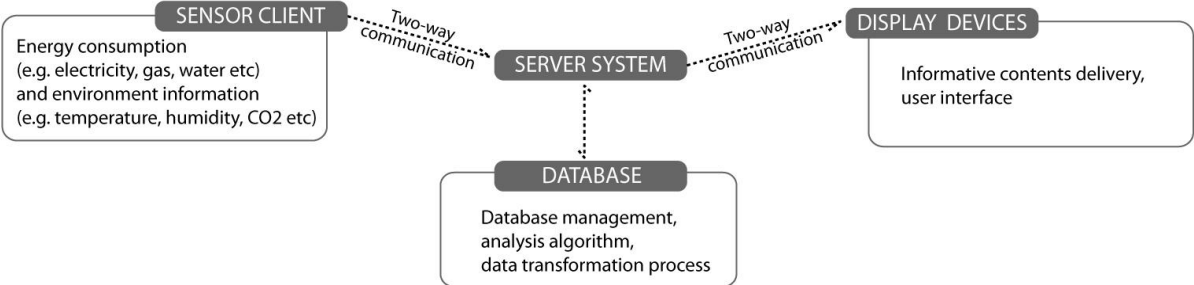 SENSOR CLIENT
Energy consumption
(e.g. electricity, gas, water etc)
and environment information
(e.g. temperature, humidity, CO2 etc)
Two-way
communication
SERVER SYSTEM
Two-way
communication
DISPLAY DEVICES
Informative contents delivery,
user interface
DATABASE
Database management,
analysis algorithm,
data transformation process